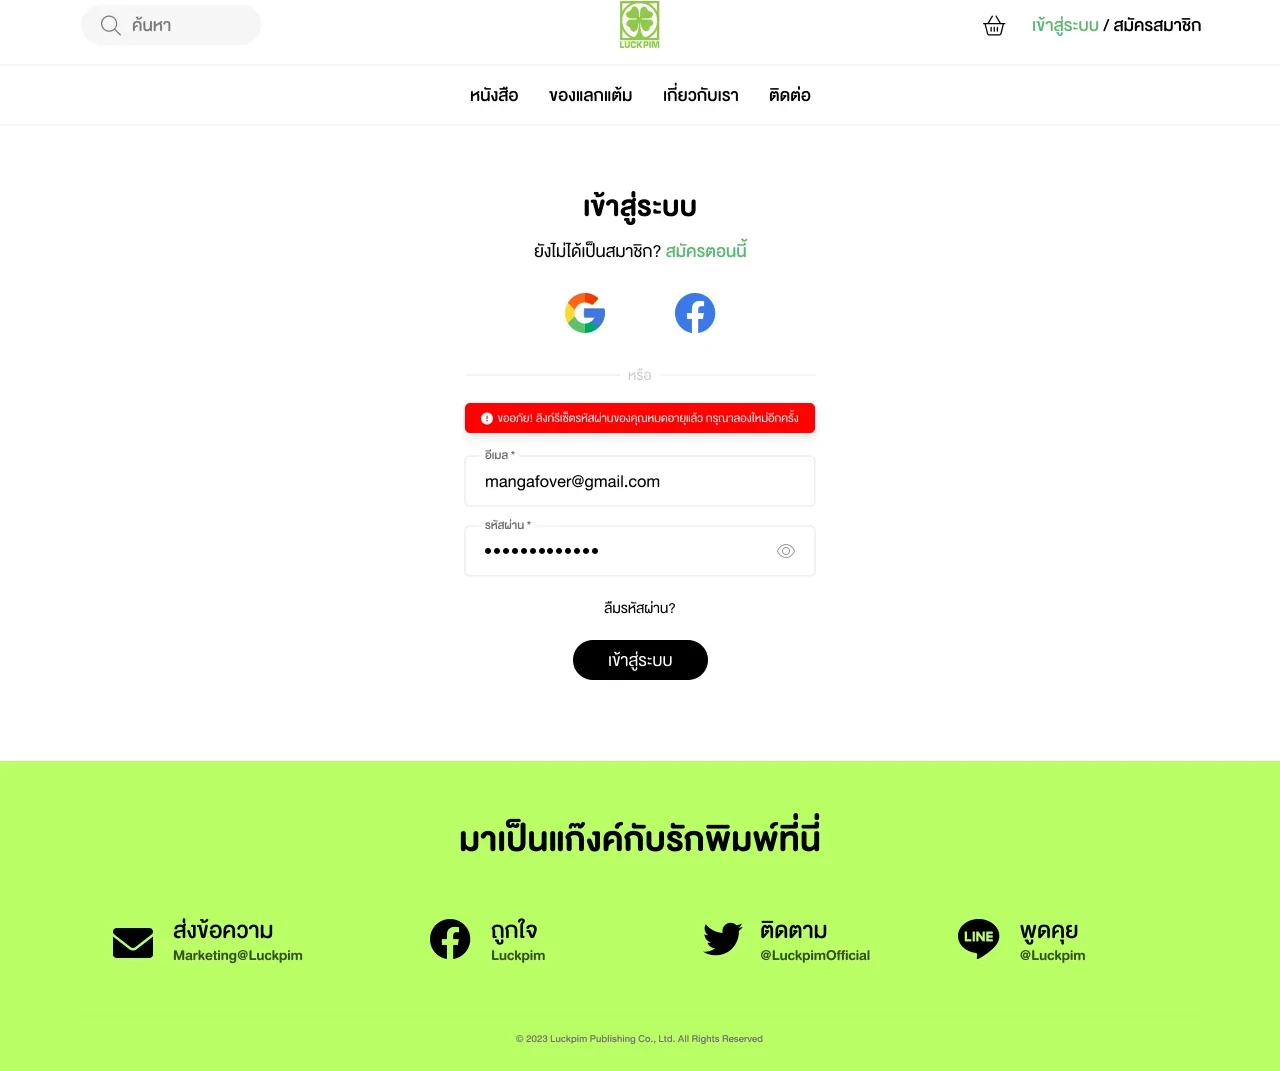 ค้นหา
LUCKPIM
เข้าสู่ระบบ / สมัครสมาชิก
หนังสือ ของแลกแต้ม เกี่ยวกับเรา ติดต่อ
เข้าสู่ระบบ
ยังไม่ได้เป็นสมาชิก? สมัครตอนนี้
หรือ
ขออภัย! ลิงก์รีเซ็ตรหัสผ่านของคุณหมดอายุแล้ว กรุณาลองใหม่อีกครั้ง
อีเมล *
mangafover@gmail.com
รหัสผ่าน *
ลืมรหัสผ่าน?
เข้าสู่ระบบ
มาเป็นแก๊งค์กับรักพิมพ์ที่นี่
ส่งข้อความ
Marketing@Luckpim
ถูกใจ
Luckpim
ติดตาม
@LuckpimOfficial
LINE
พูดคุย
@Luckpim
© 2023 Luckpim Publishing Co., Ltd. All Rights Reserved